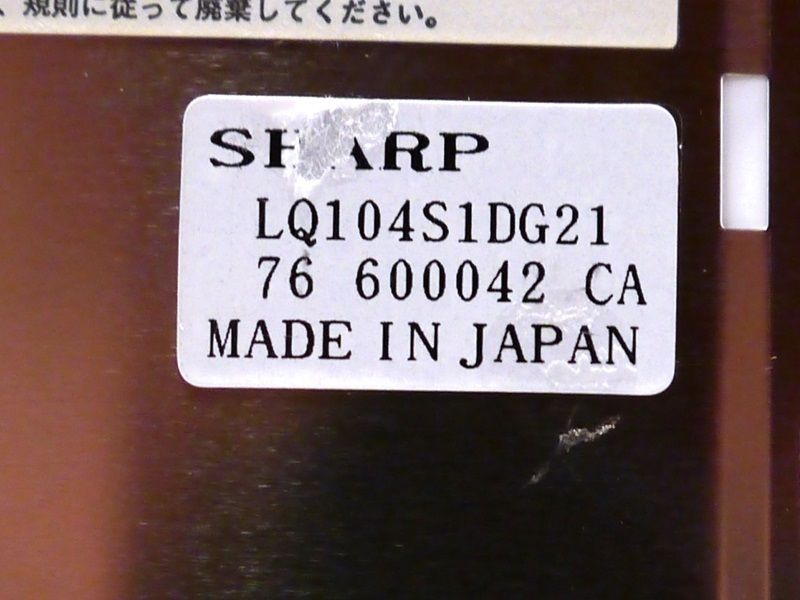 、規則に従って廃棄してください。
SHARP
LQ104S1DG21
76 600042 CA
MADE IN JAPAN